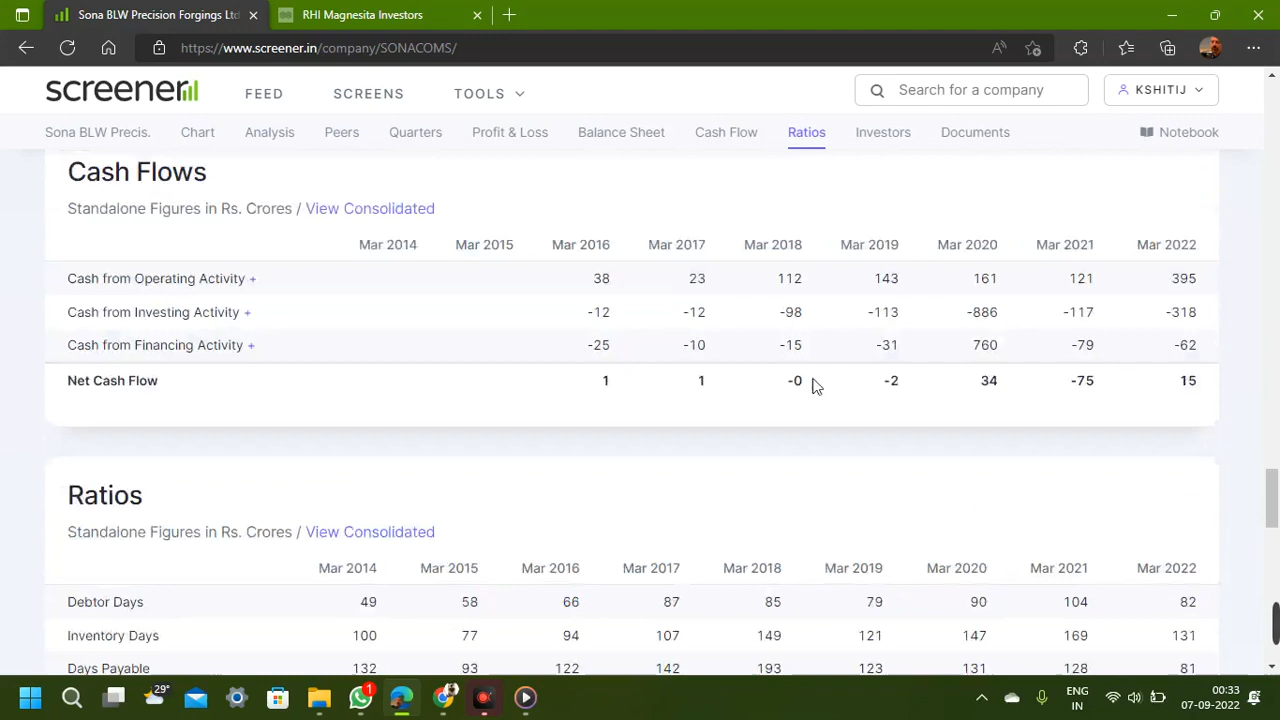 Sona BLW Precision Forgings Ltd
RHI Magnesita Investors
https://www.screener.in/company/SONACOMS/
screener FEED SCREENS TOOLS Search for a company KSHITIJ
Sona BLW Precis. Chart Analysis Peers Quarters Profit & Loss Balance Sheet Cash Flow Ratios Investors Documents Notebook
Cash Flows
Standalone Figures in Rs. Crores / View Consolidated
Mar 2014 Mar 2015 Mar 2016 Mar 2017 Mar 2018 Mar 2019 Mar 2020 Mar 2021 Mar 2022
Cash from Operating Activity + 38 23 112 143 161 121 395
Cash from Investing Activity + -12 -12 -98 -113 -886 -117 -318
Cash from Financing Activity + -25 -10 -15 -31 760 -79 -62
Net Cash Flow 1 1 -0 -2 34 -75 15
Ratios
Standalone Figures in Rs. Crores / View Consolidated
Mar 2014 Mar 2015 Mar 2016 Mar 2017 Mar 2018 Mar 2019 Mar 2020 Mar 2021 Mar 2022
Debtor Days 49 58 66 87 85 79 90 104 82
Inventory Days 100 77 94 107 149 121 147 169 131
Days Payable 132 93 122 142 193 123 131 128 81
29° 1 ENG 00:33
IN 07-09-2022